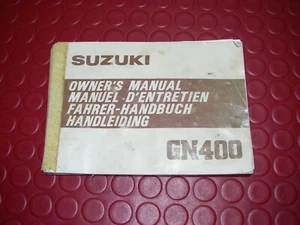 SUZUKI
OWNER'S MANUAL
MANUEL D'ENTRETIEN
FAHRER-HANDBUCH
HANDLEIDING
GN400